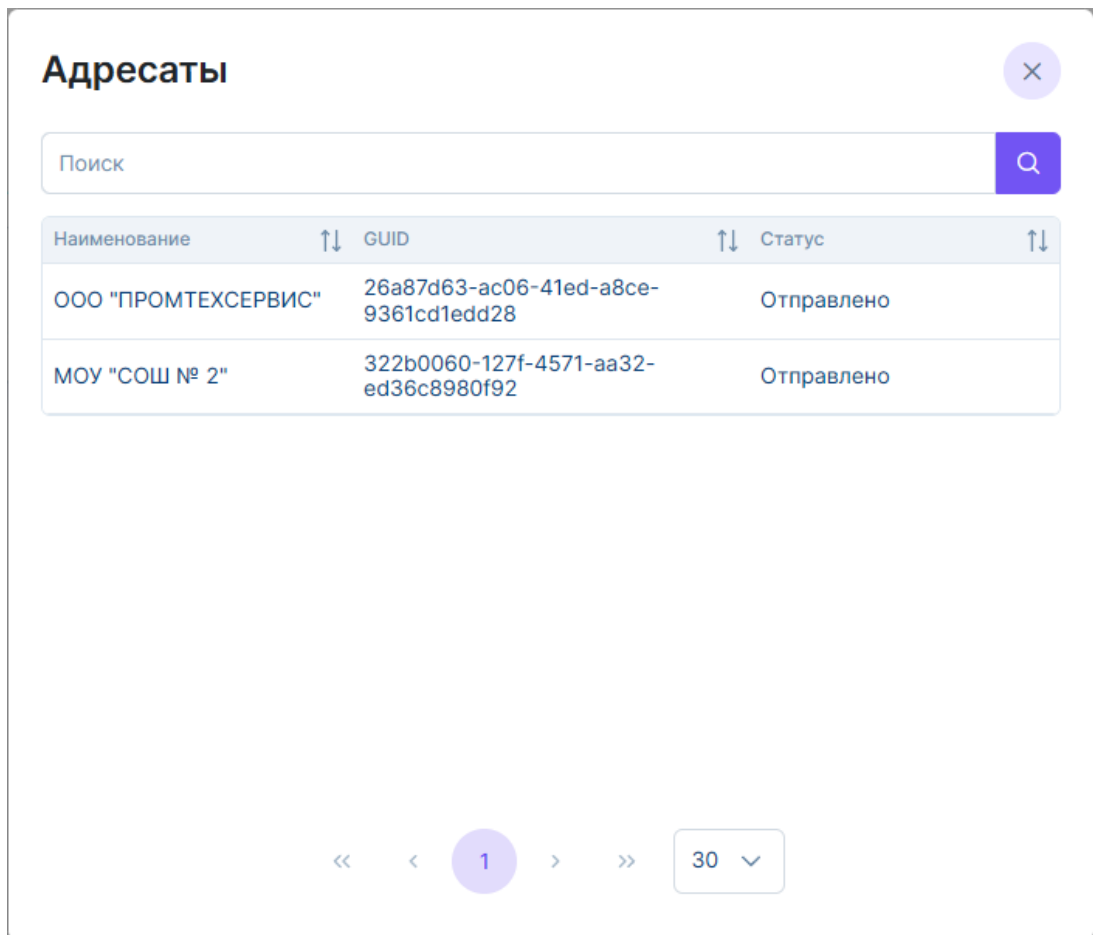 Адресаты
Поиск
Наименование GUID Статус
ООО "ПРОМТЕХСЕРВИС" 26a87d63-ac06-41ed-a8ce-9361cd1edd28 Отправлено
МОУ "СОШ № 2" 322b0060-127f-4571-aa32-ed36c8980f92 Отправлено
1 30